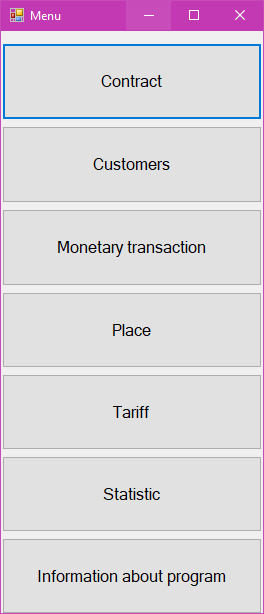 Menu
Contract
Customers
Monetary transaction
Place
Tariff
Statistic
Information about program